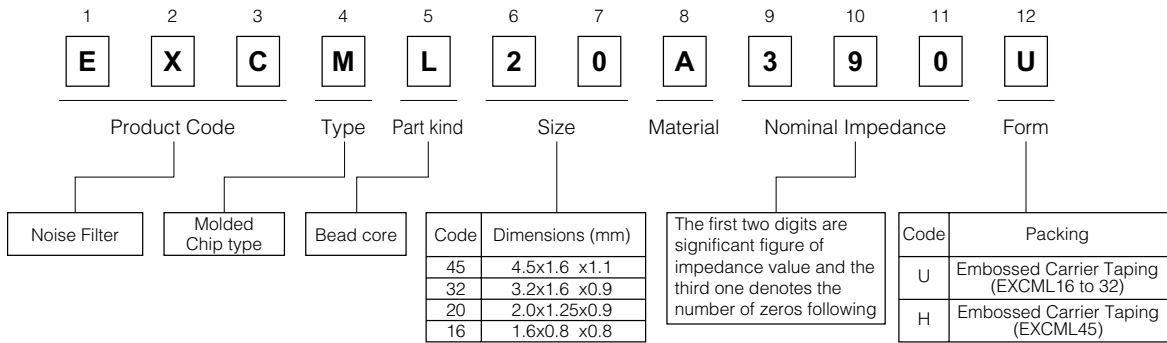 1 2 3 4 5 6 7 8 9 10 11 12
E X C M L 2 0 A 3 9 0 U
Product Code Type Part kind Size Material Nominal Impedance Form
Noise Filter
Molded
Chip type
Bead core
Code Dimensions (mm)
45 4.5x1.6 x1.1
32 3.2x1.6 x0.9
20 2.0x1.25x0.9
16 1.6x0.8 x0.8
The first two digits are
significant figure of
impedance value and the
third one denotes the
number of zeros following
Code Packing
U Embossed Carrier Taping
(EXCML16 to 32)
H Embossed Carrier Taping
(EXCML45)